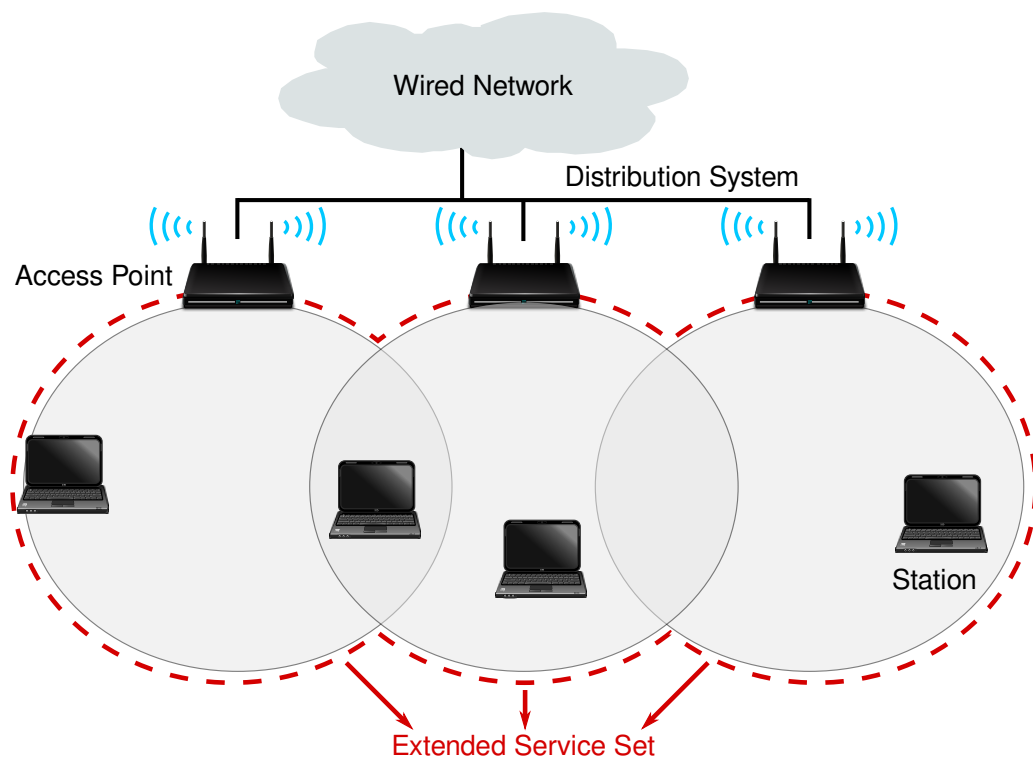 Wired Network
Distribution System
Access Point
Station
Extended Service Set